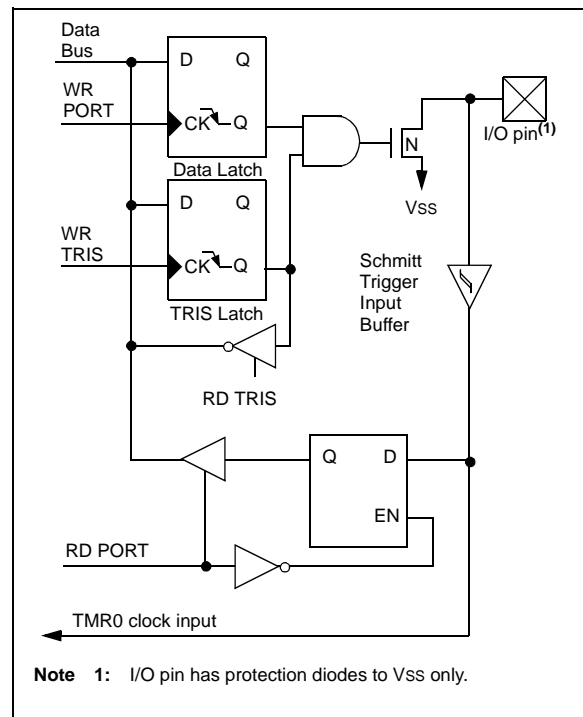 Data
Bus
D Q
WR
PORT
CK Q
Data Latch
N
I/O pin(1)
VSS
D Q
WR
TRIS
CK Q
TRIS Latch
Schmitt
Trigger
Input
Buffer
RD TRIS
Q D
EN
RD PORT
TMR0 clock input
Note 1: I/O pin has protection diodes to VSS only.